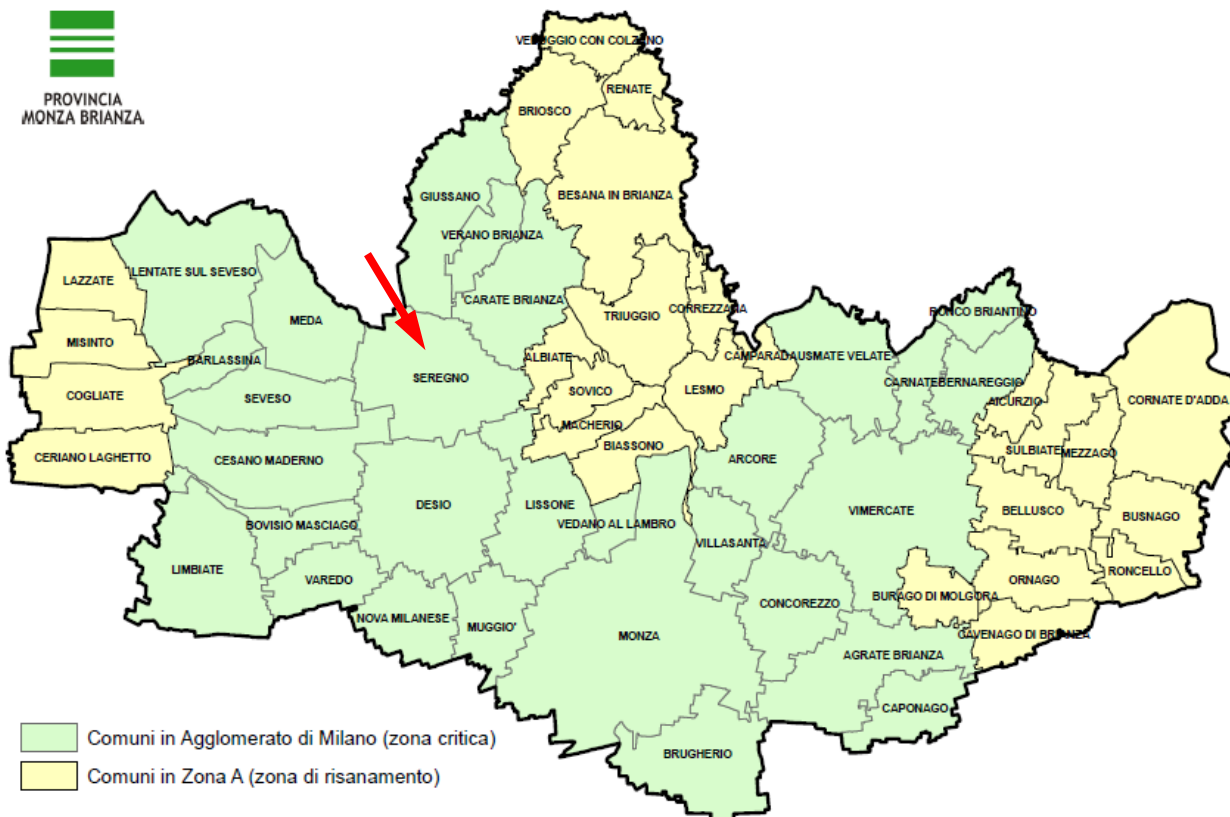 PROVINCIA
MONZA BRIANZA
VEDUGGIO CON COLZANO
RENATE
BRIOSCO
GIUSSANO
BESANA IN BRIANZA
VERANO BRIANZA
LAZZATE
LENTATE SUL SEVESO
MEDA
CARATE BRIANZA
TRIUGGIO
CORREZZANA
RONCO BRIANTINO
MISINTO
BARLASSINA
SEREGNO
ALBIATE
CAMPARADA
USMATE VELATE
CARNATE
BERNAREGGIO
COGLIATE
SEVESO
SOVICO
LESMO
AICURZIO
CORNATE D'ADDA
MACHERIO
BIASSONO
CERIANO LAGHETTO
CESANO MADERNO
ARCORE
SULBIATE
MEZZAGO
DESIO
LISSONE
VIMERCATE
BELLUSCO
BUSNAGO
BOVISIO MASCIAGO
VEDANO AL LAMBRO
VILLASANTA
LIMBIATE
VAREDO
RONCELLO
ORNAGO
BURAGO DI MOLGORA
CONCOREZZO
NOVA MILANESE
MUGGIO'
MONZA
CAVENAGO DI BRIANZA
AGRATE BRIANZA
CAPONAGO
BRUGHERIO
Comuni in Agglomerato di Milano (zona critica)
Comuni in Zona A (zona di risanamento)